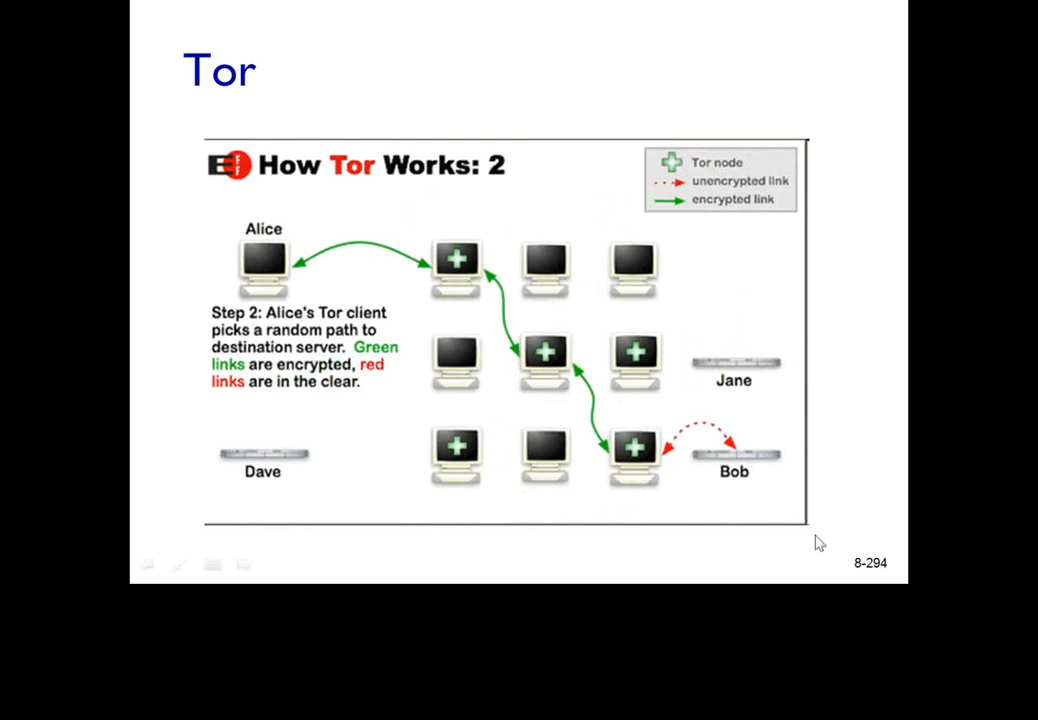 Tor
EFF How Tor Works: 2
Tor node
unencrypted link
encrypted link
Alice
Step 2: Alice's Tor client
picks a random path to
destination server. Green
links are encrypted, red
links are in the clear.
Jane
Dave
Bob
8-294